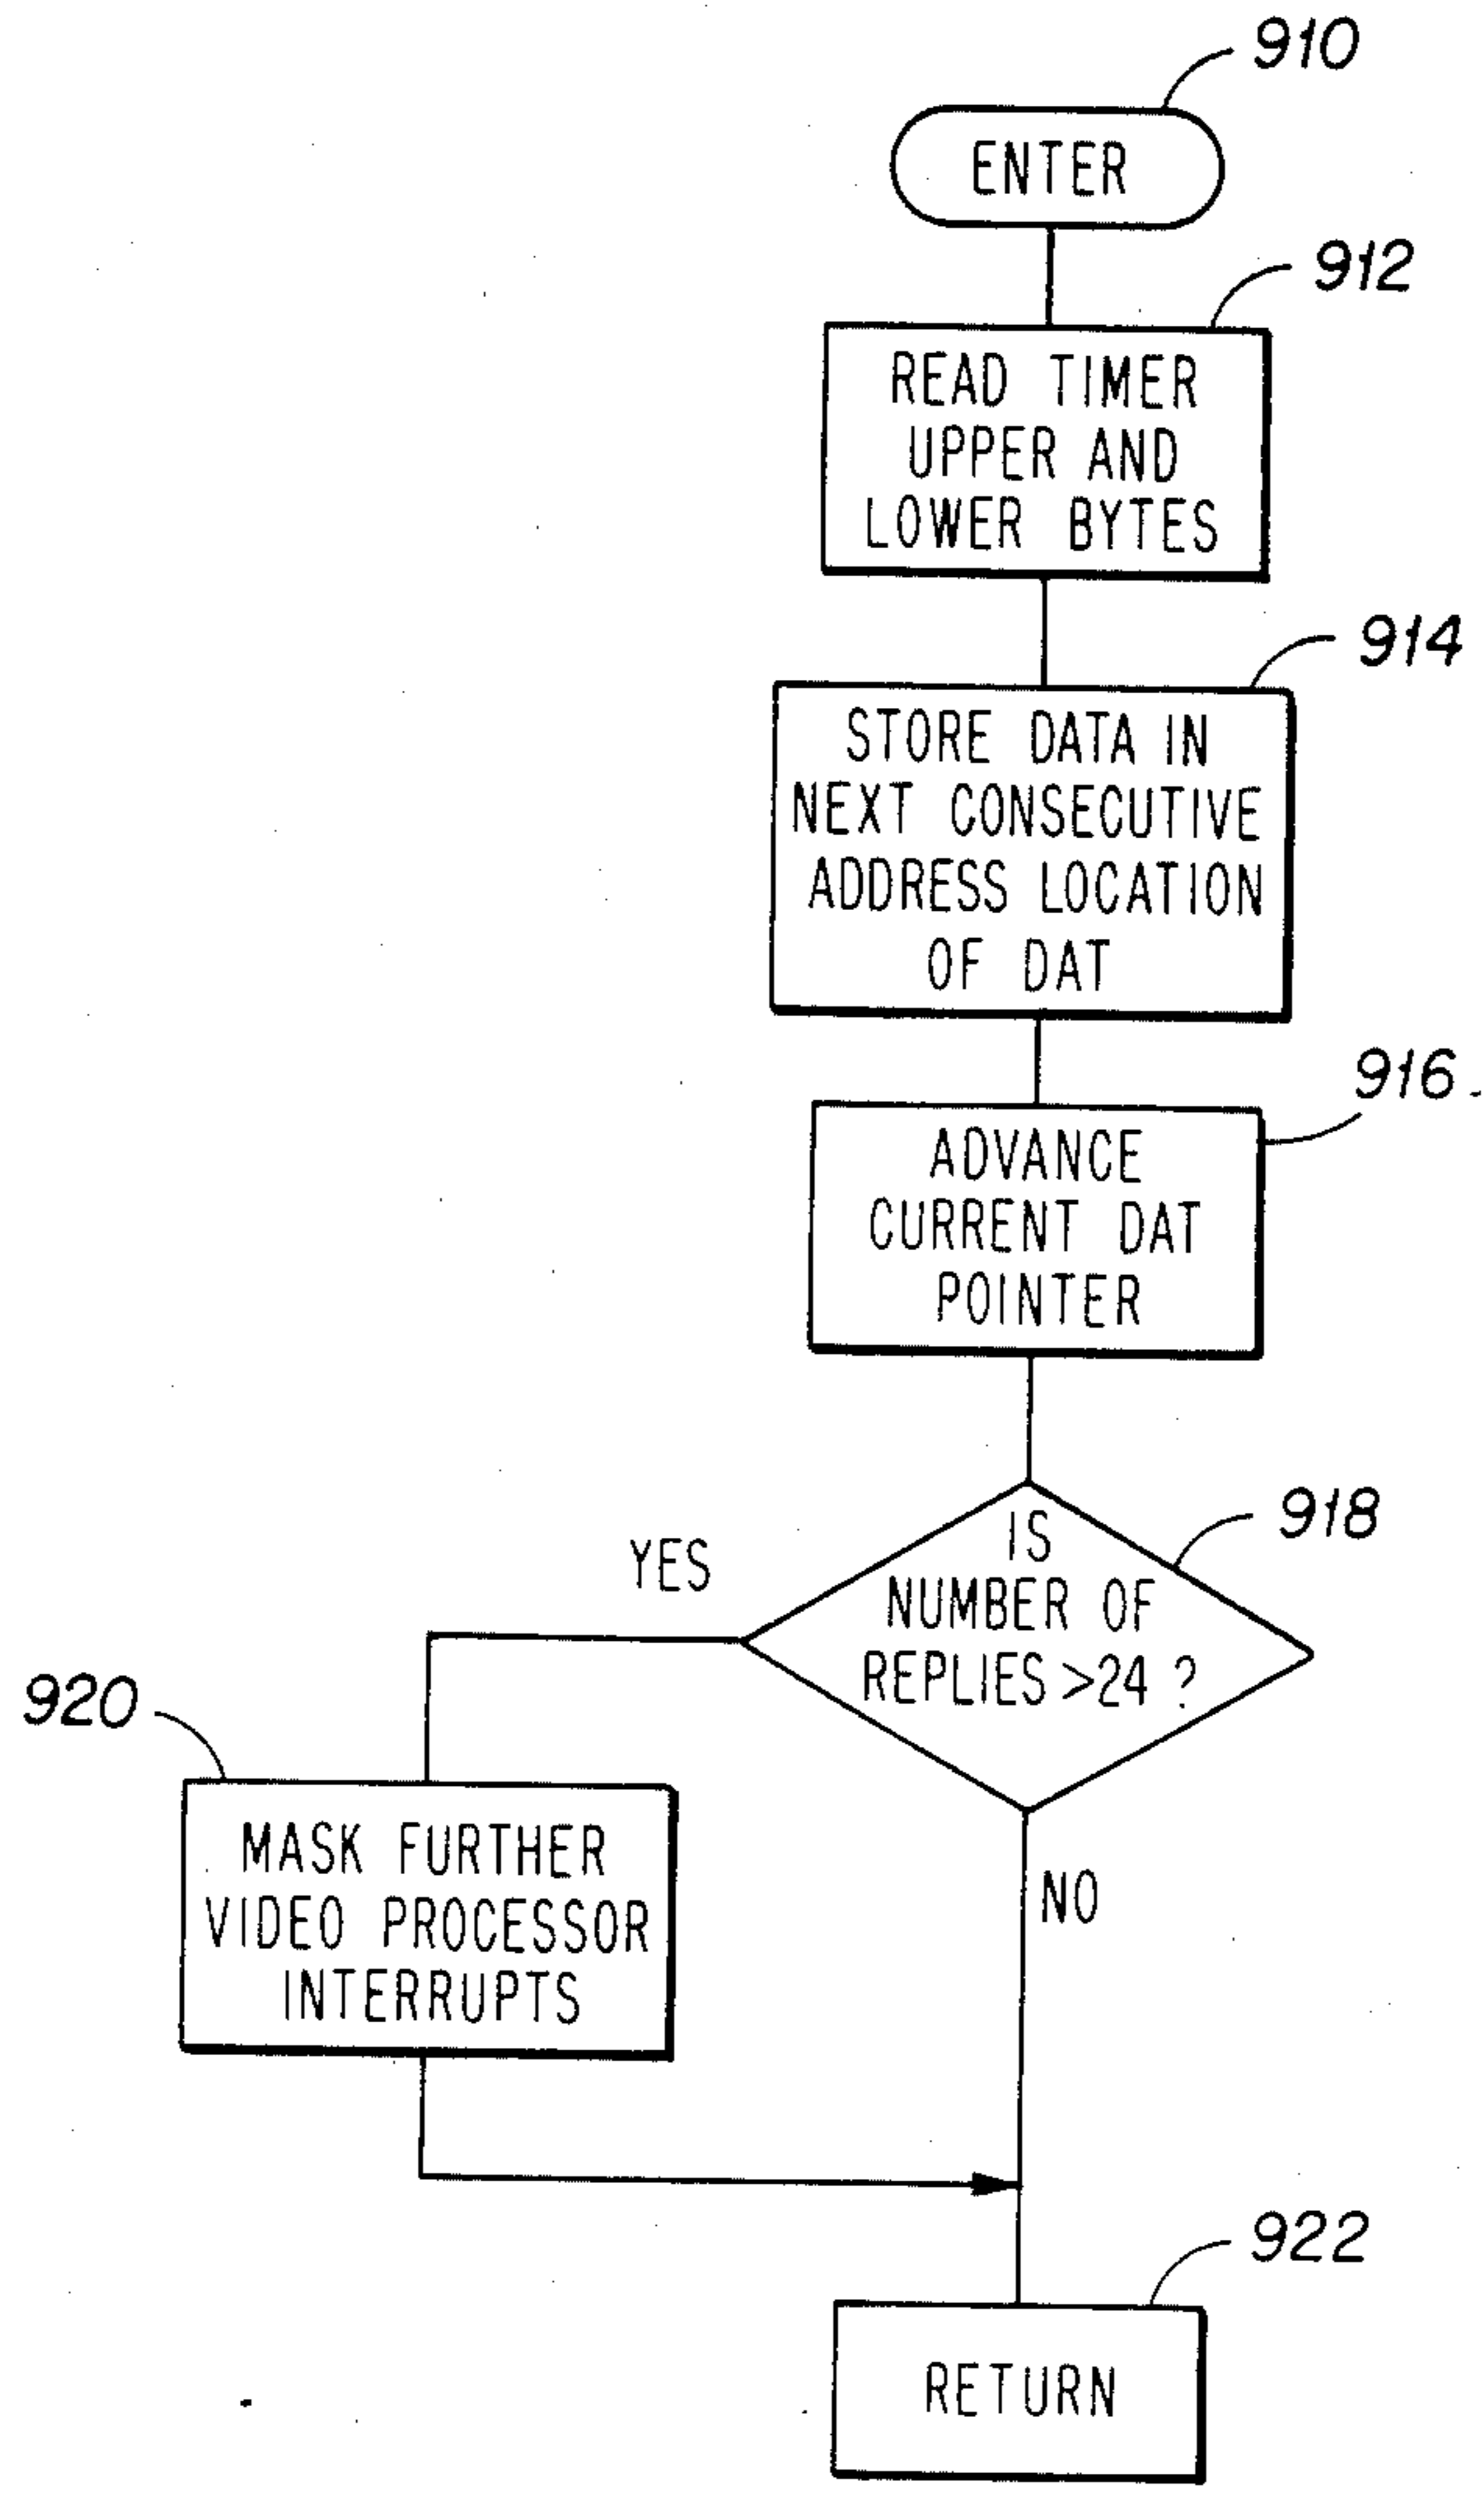 910
ENTER
912
READ TIMER
UPPER AND
LOWER BYTES
914
STORE DATA IN
NEXT CONSECUTIVE
ADDRESS LOCATION
OF DAT
916
ADVANCE
CURRENT DAT
POINTER
918
IS
NUMBER OF
REPLIES >24 ?
YES
920
MASK FURTHER
VIDEO PROCESSOR
INTERRUPTS
NO
922
RETURN